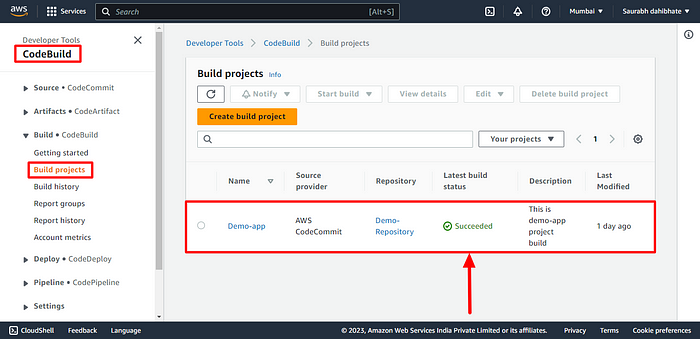 aws
Services
Search
[Alt+S]
Mumbai
Saurabh dahibhate
Developer Tools
CodeBuild
Source • CodeCommit
Artifacts • CodeArtifact
Build • CodeBuild
Getting started
Build projects
Build history
Report groups
Report history
Account metrics
Deploy • CodeDeploy
Pipeline • CodePipeline
Settings
Developer Tools > CodeBuild > Build projects
Build projects Info
Notify
Start build
View details
Edit
Delete build project
Create build project
Your projects
1
Name
Source
provider
Repository
Latest build
status
Description
Last
Modified
Demo-app
AWS
CodeCommit
Demo-
Repository
Succeeded
This is
demo-app
project
build
1 day ago
CloudShell
Feedback
Language
© 2023, Amazon Web Services India Private Limited or its affiliates.
Privacy
Terms
Cookie preferences